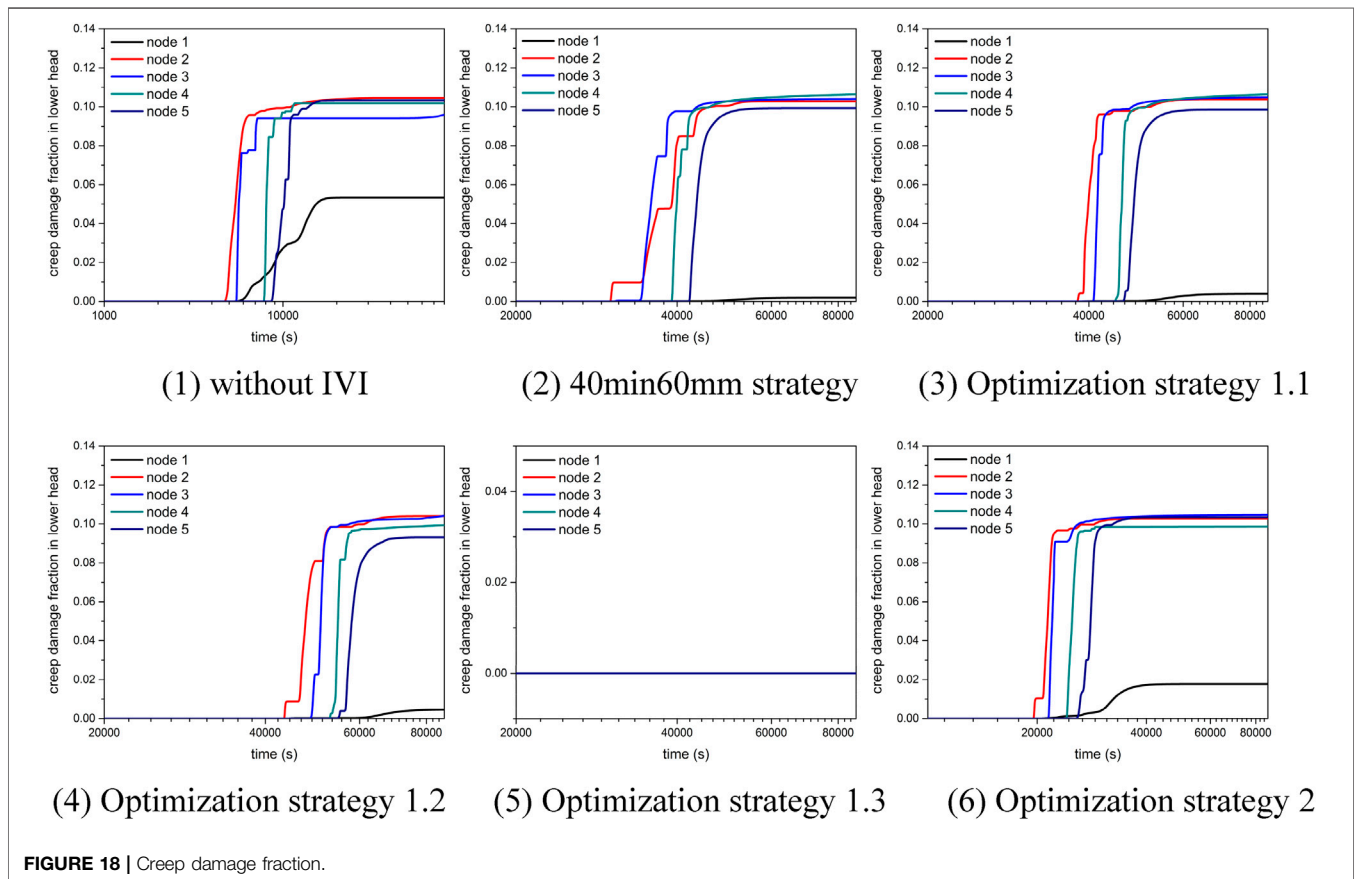 0.14
0.12
0.10
0.08
0.06
0.04
0.02
0.00
creep damage fraction in lower head
node 1
node 2
node 3
node 4
node 5
1000
10000
time (s)
(1) without IVI
0.14
0.12
0.10
0.08
0.06
0.04
0.02
0.00
creep damage fraction in lower head
node 1
node 2
node 3
node 4
node 5
20000
40000
60000
80000
time (s)
(2) 40min60mm strategy
0.14
0.12
0.10
0.08
0.06
0.04
0.02
0.00
creep damage fraction in lower head
node 1
node 2
node 3
node 4
node 5
20000
40000
60000
80000
time (s)
(3) Optimization strategy 1.1
0.14
0.12
0.10
0.08
0.06
0.04
0.02
0.00
creep damage fraction in lower head
node 1
node 2
node 3
node 4
node 5
20000
40000
60000
80000
time (s)
(4) Optimization strategy 1.2
0.04
0.02
0.00
creep damage fraction in lower head
node 1
node 2
node 3
node 4
node 5
20000
40000
60000
80000
time (s)
(5) Optimization strategy 1.3
0.14
0.12
0.10
0.08
0.06
0.04
0.02
0.00
creep damage fraction in lower head
node 1
node 2
node 3
node 4
node 5
20000
40000
60000
80000
time (s)
(6) Optimization strategy 2
FIGURE 18 | Creep damage fraction.